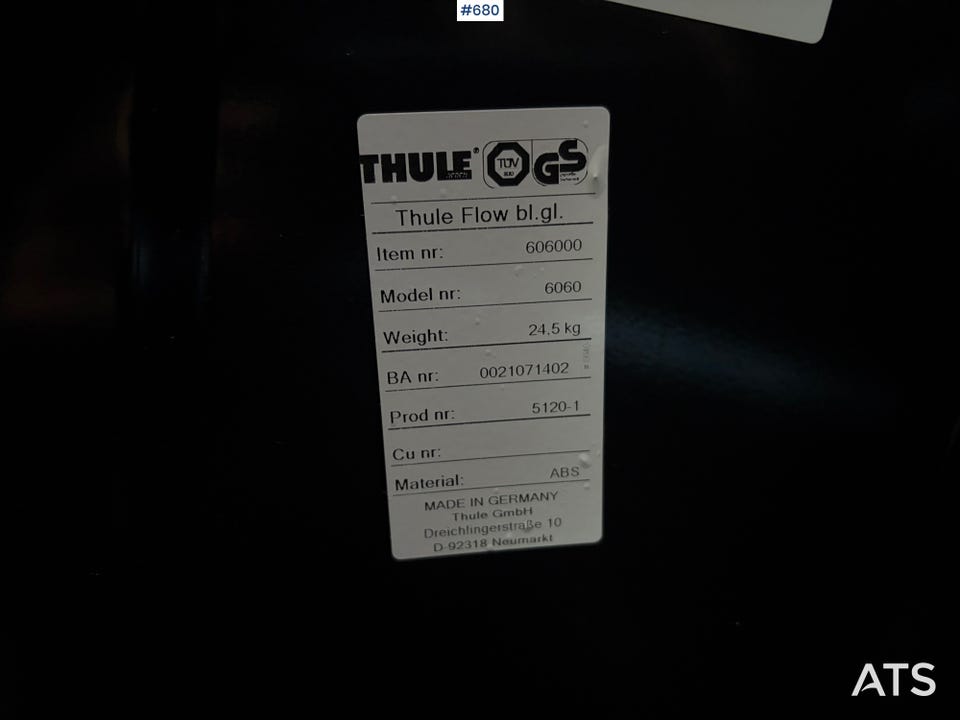 #680
THULE® TÜV SÜD GS
Thule Flow bl.gl.
Item nr: 606000
Model nr: 6060
Weight: 24,5 kg
BA nr: 0021071402
Prod nr: 5120-1
Cu nr:
Material: ABS
MADE IN GERMANY
Thule GmbH
Dreichlingerstraße 10
D-92318 Neumarkt
ATS